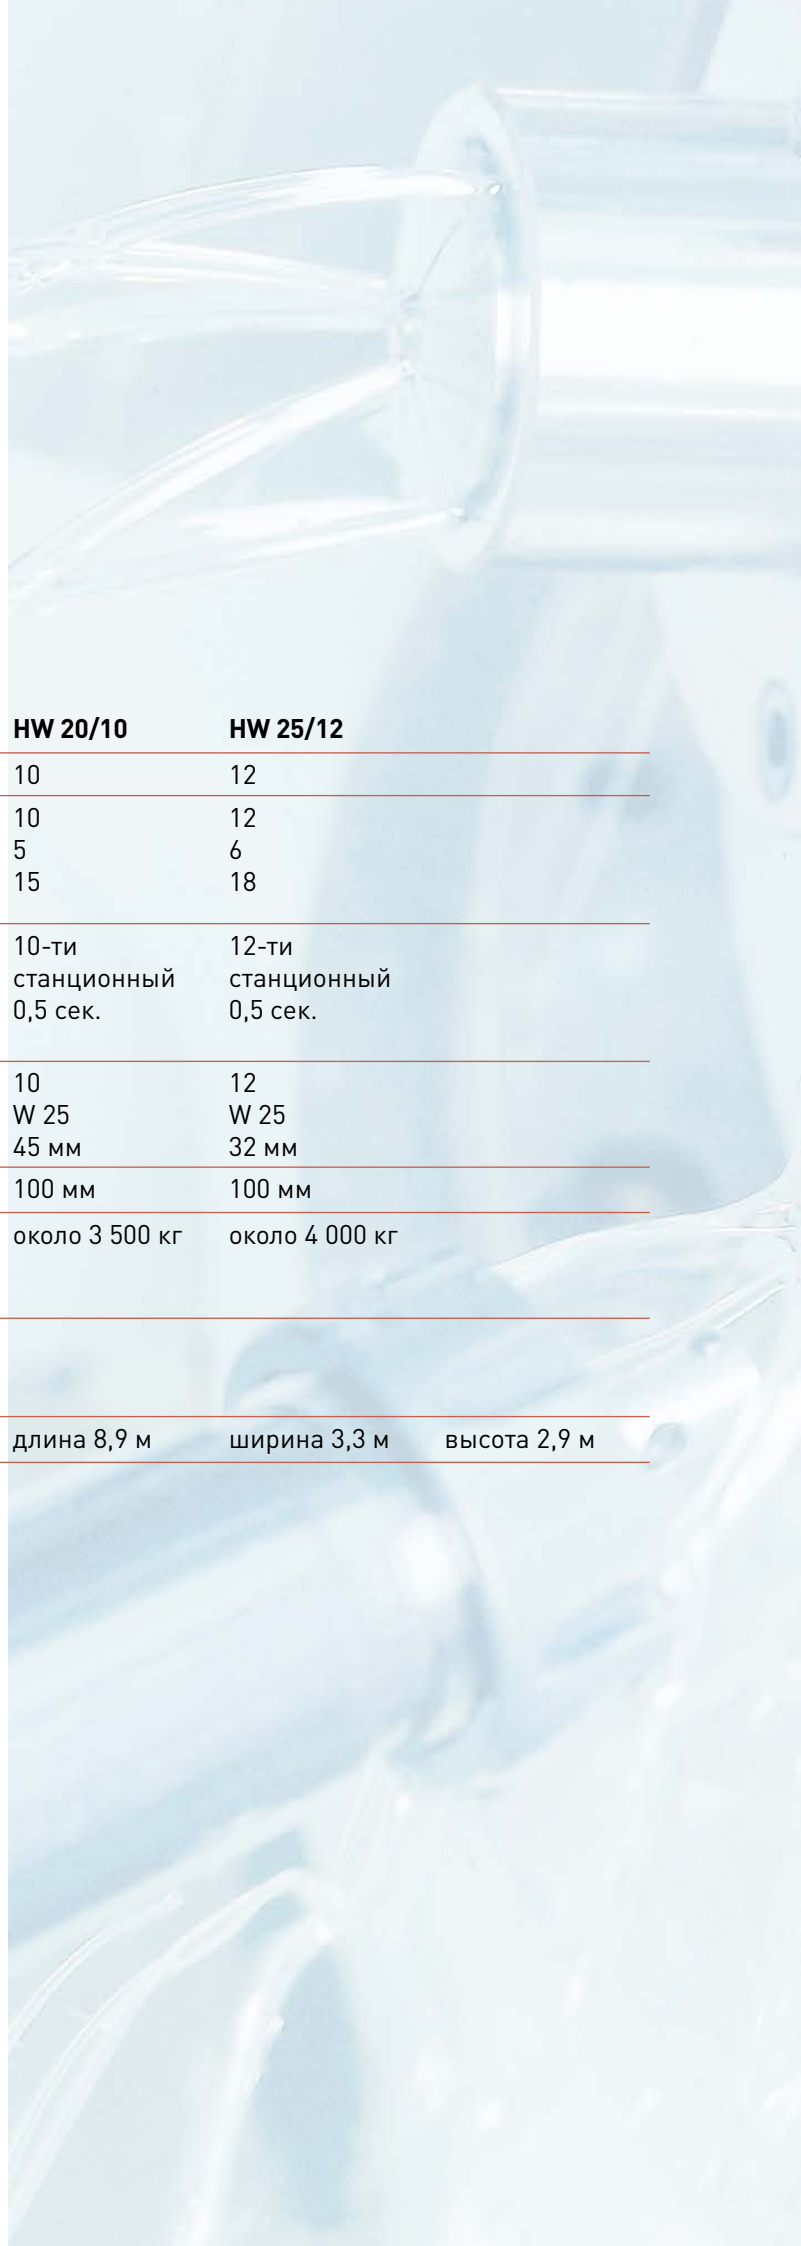 HW 20/10 HW 25/12
10 12
10 12
5 6
15 18
10-ти 12-ти
станционный станционный
0,5 сек. 0,5 сек.
10 12
W 25 W 25
45 мм 32 мм
100 мм 100 мм
около 3 500 кг около 4 000 кг
длина 8,9 м ширина 3,3 м высота 2,9 м